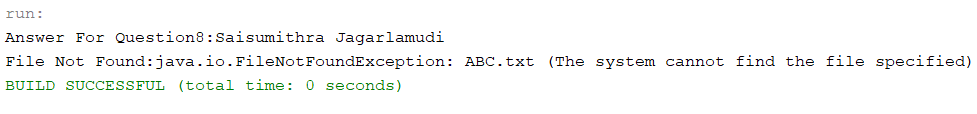 run:
Answer For Question8:Saisumithra Jagarlamudi
File Not Found:java.io.FileNotFoundException: ABC.txt (The system cannot find the file specified)
BUILD SUCCESSFUL (total time: 0 seconds)